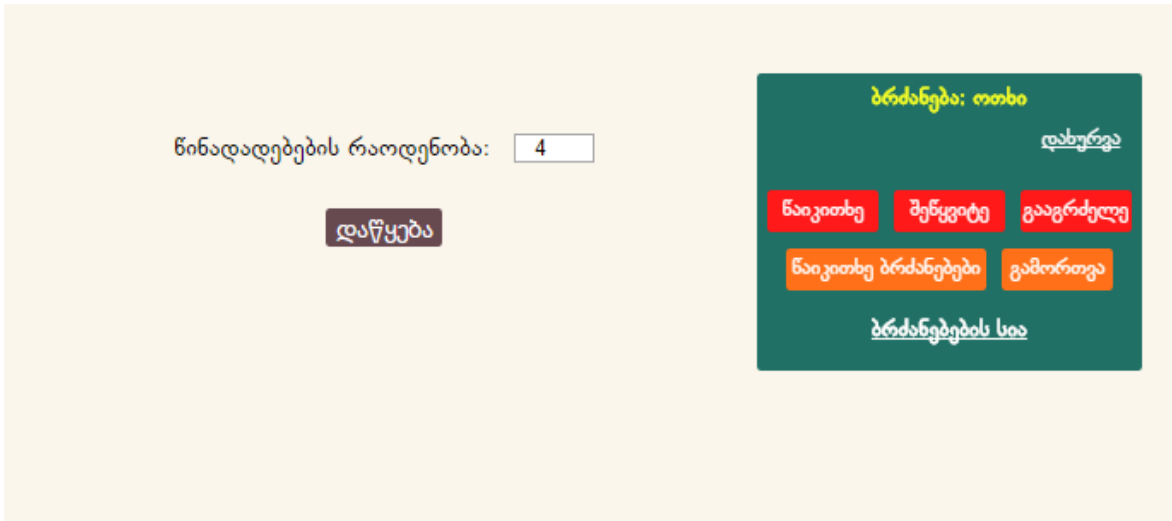 წინადადებების რაოდენობა: 4
დაწყება
ბრძანება: ოთხი
დახურვა
წაიკითხე შეწყვიტე გააგრძელე
წაიკითხე ბრძანებები გამორთვა
ბრძანებების სია